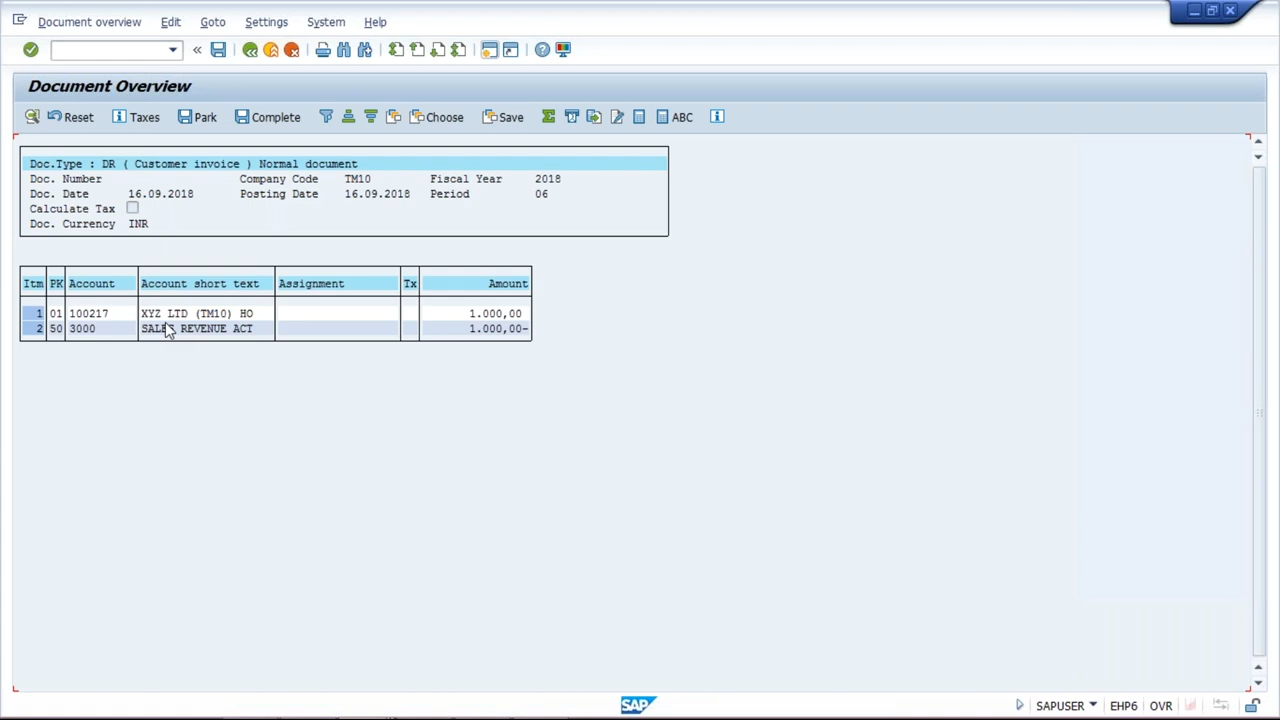 Document overview Edit Goto Settings System Help
Document Overview
Reset Taxes Park Complete Choose Save ABC
Doc.Type : DR ( Customer invoice ) Normal document
Doc. Number Company Code TM10 Fiscal Year 2018
Doc. Date 16.09.2018 Posting Date 16.09.2018 Period 06
Calculate Tax
Doc. Currency INR
Itm PK Account Account short text Assignment Tx Amount
1 01 100217 XYZ LTD (TM10) HO 1.000,00
2 50 3000 SALES REVENUE ACT 1.000,00-
SAP SAPUSER EHP6 OVR